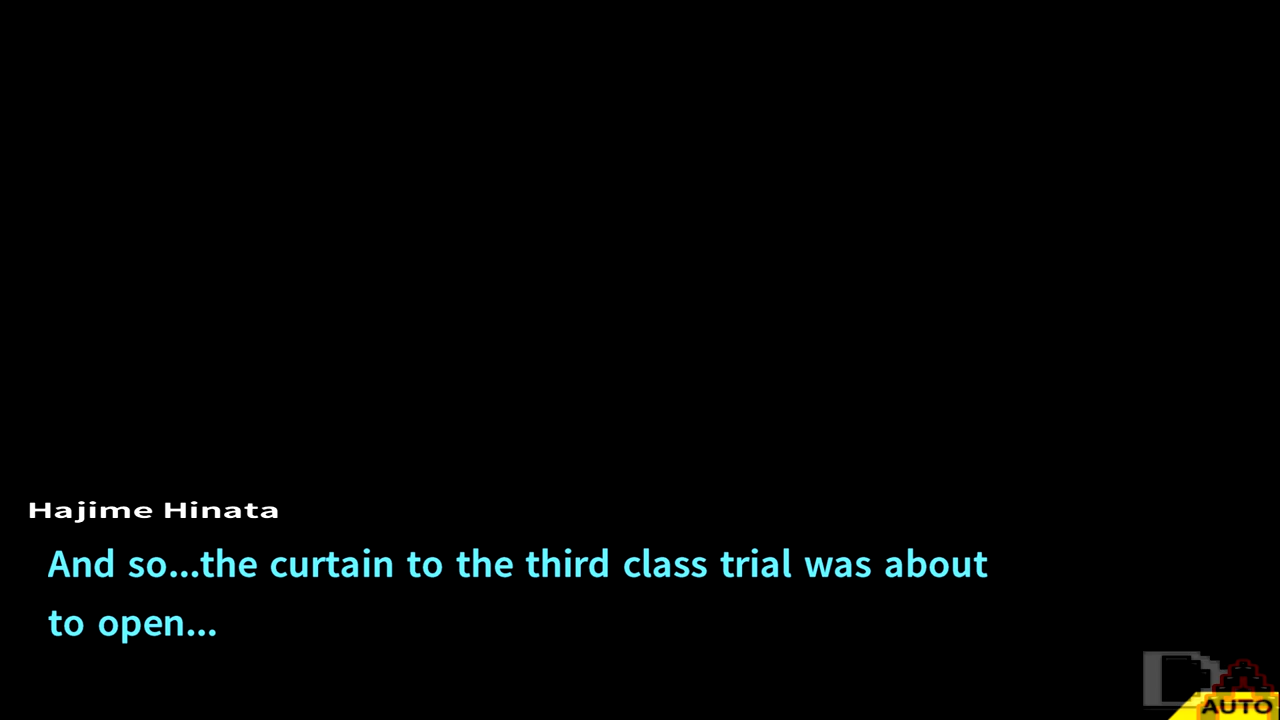 Hajime Hinata
And so...the curtain to the third class trial was about
to open...
AUTO